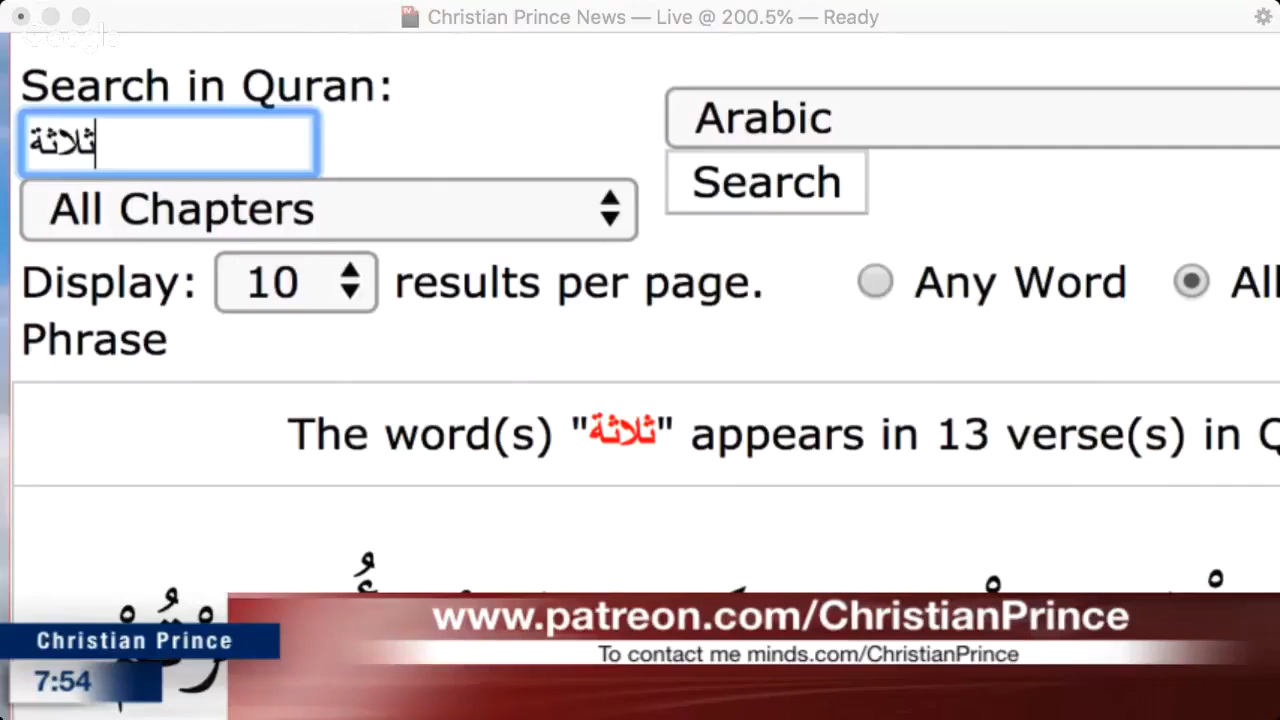 Christian Prince News — Live @ 200.5% — Ready
Google
Search in Quran:
ثلاثة
Arabic
Search
All Chapters
Display: 10 results per page. Any Word All
Phrase
The word(s) "ثلاثة" appears in 13 verse(s) in Q
www.patreon.com/ChristianPrince
To contact me minds.com/ChristianPrince
Christian Prince
7:54